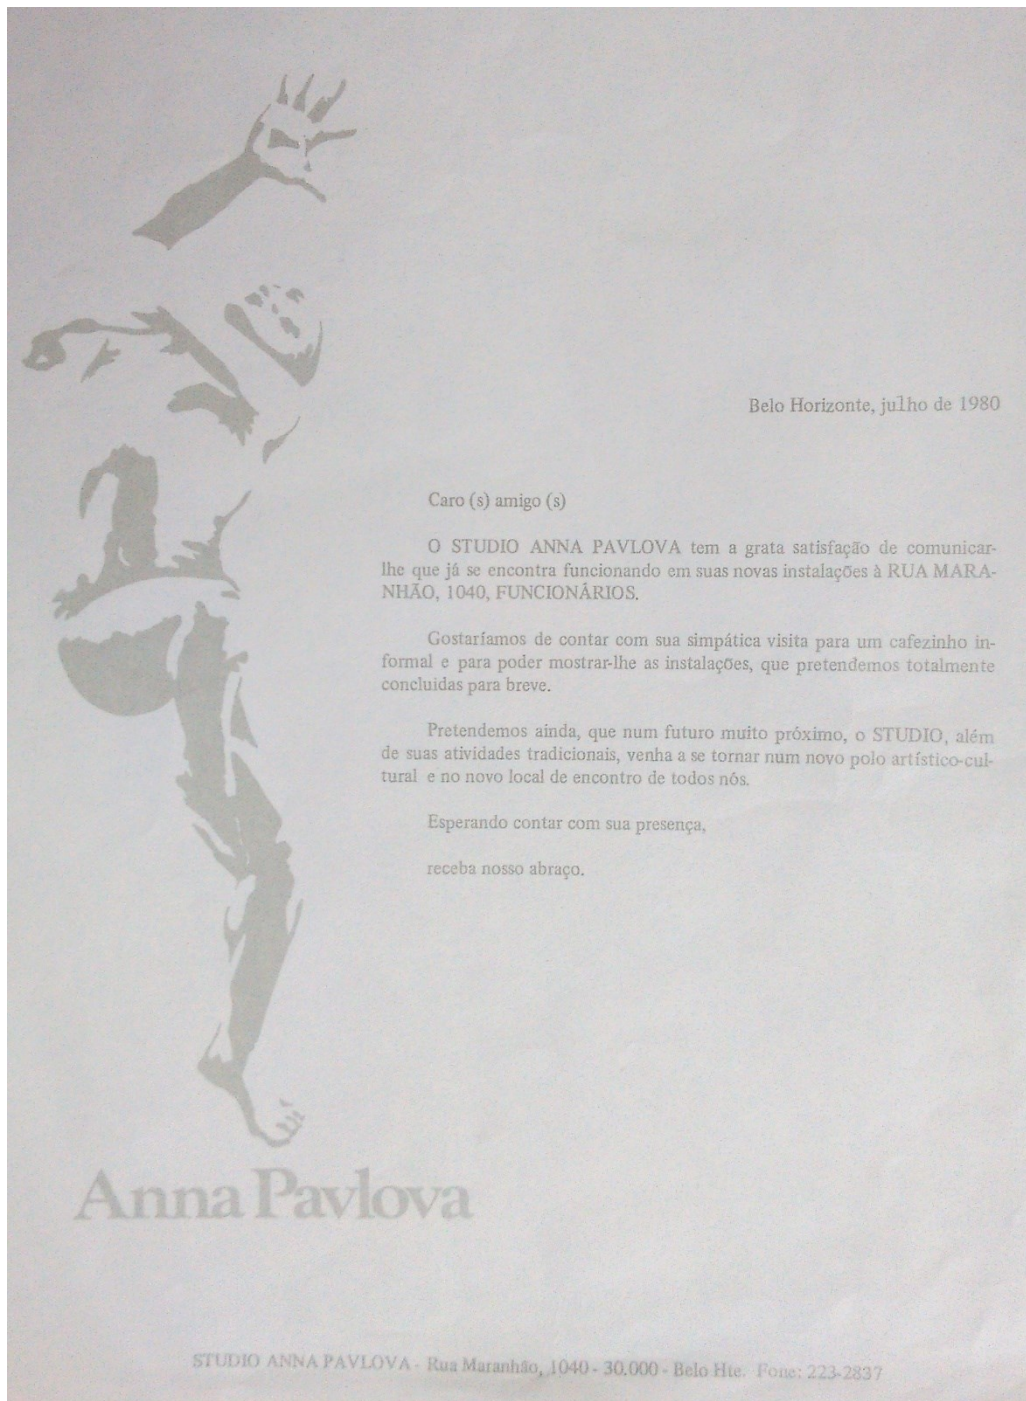 Belo Horizonte, julho de 1980
Caro (s) amigo (s)
O STUDIO ANNA PAVLOVA tem a grata satisfação de comunicar-
lhe que já se encontra funcionando em suas novas instalações à RUA MARA-
NHÃO, 1040, FUNCIONÁRIOS.
Gostaríamos de contar com sua simpática visita para um cafezinho in-
formal e para poder mostrar-lhe as instalações, que pretendemos totalmente
concluidas para breve.
Pretendemos ainda, que num futuro muito próximo, o STUDIO, além
de suas atividades tradicionais, venha a se tornar num novo polo artístico-cul-
tural e no novo local de encontro de todos nós.
Esperando contar com sua presença,
receba nosso abraço.
Anna Pavlova
STUDIO ANNA PAVLOVA - Rua Maranhão, 1040 - 30.000 - Belo Hte. Fone: 223-2837